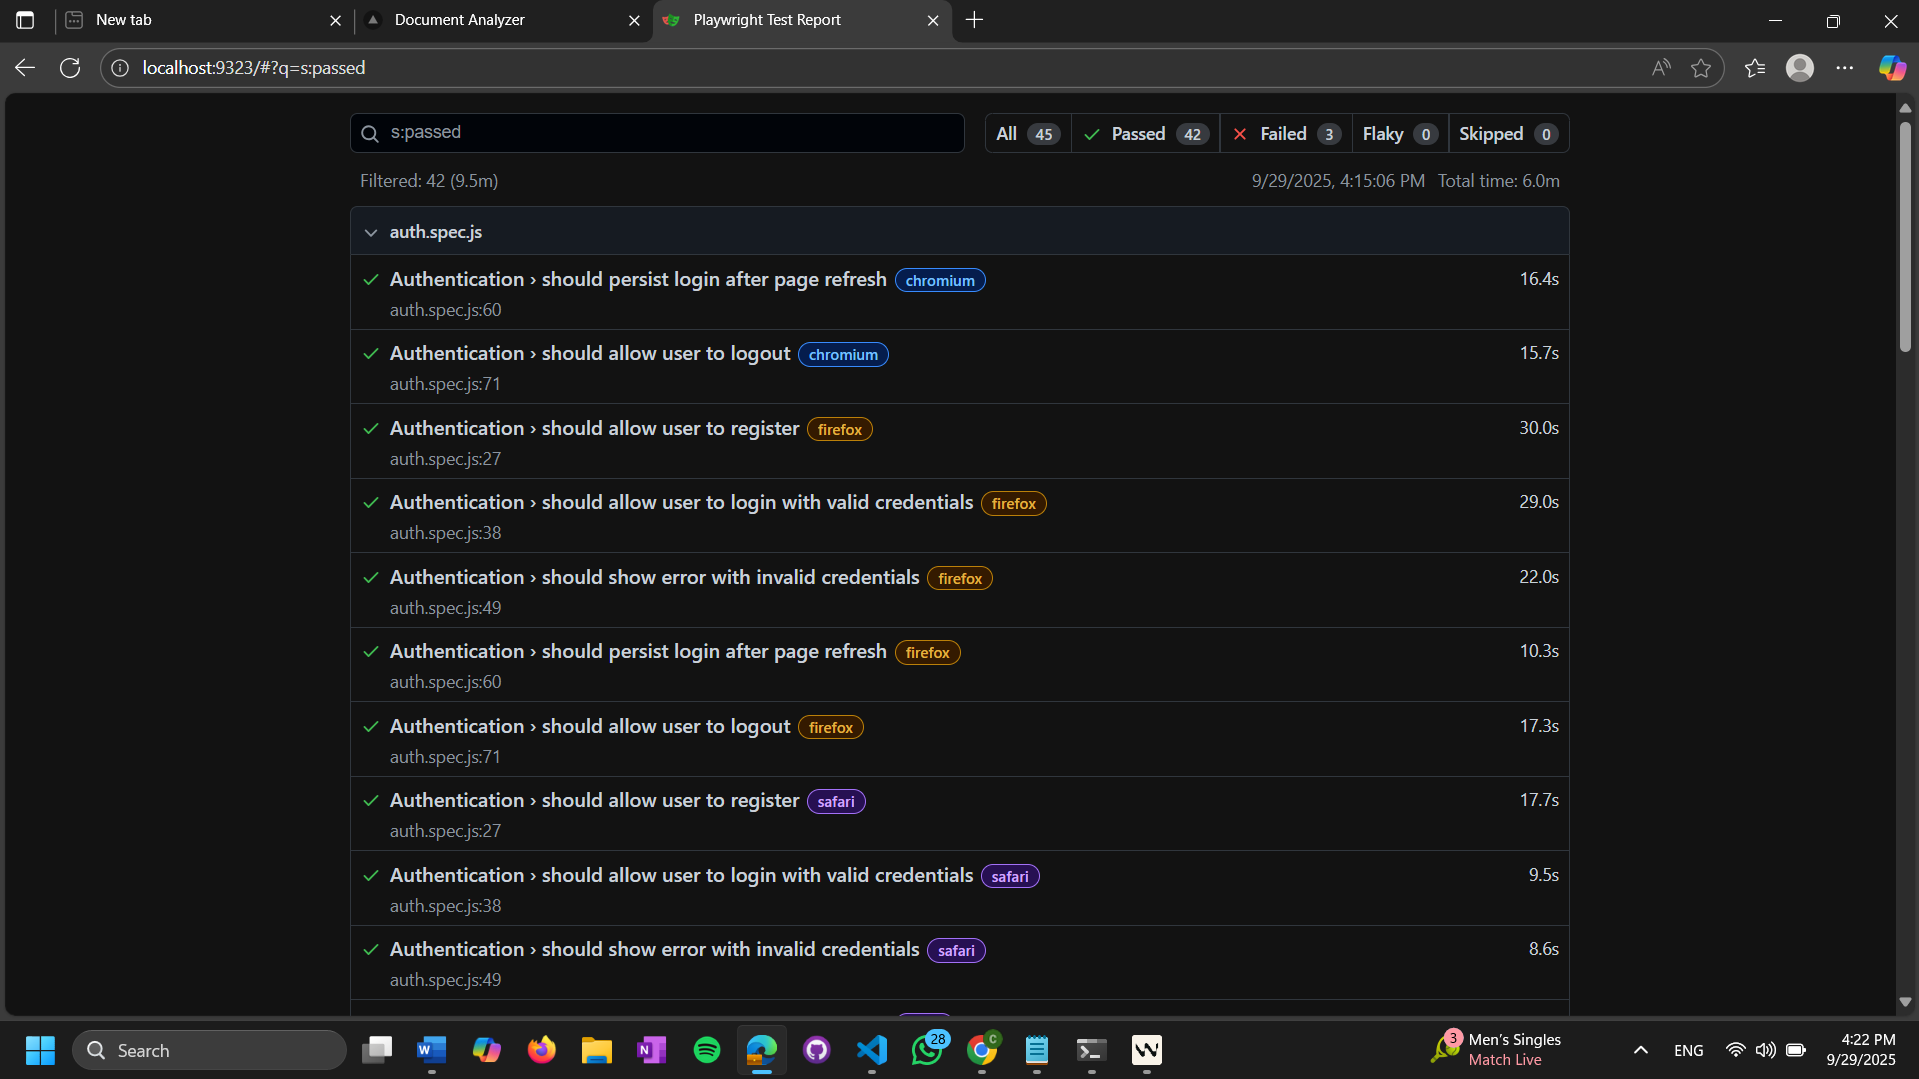 New tab
Document Analyzer
Playwright Test Report
localhost:9323/#?q=s:passed
s:passed
All 45
Passed 42
Failed 3
Flaky 0
Skipped 0
Filtered: 42 (9.5m)
9/29/2025, 4:15:06 PM Total time: 6.0m
auth.spec.js
Authentication › should persist login after page refresh chromium 16.4s
auth.spec.js:60
Authentication › should allow user to logout chromium 15.7s
auth.spec.js:71
Authentication › should allow user to register firefox 30.0s
auth.spec.js:27
Authentication › should allow user to login with valid credentials firefox 29.0s
auth.spec.js:38
Authentication › should show error with invalid credentials firefox 22.0s
auth.spec.js:49
Authentication › should persist login after page refresh firefox 10.3s
auth.spec.js:60
Authentication › should allow user to logout firefox 17.3s
auth.spec.js:71
Authentication › should allow user to register safari 17.7s
auth.spec.js:27
Authentication › should allow user to login with valid credentials safari 9.5s
auth.spec.js:38
Authentication › should show error with invalid credentials safari 8.6s
auth.spec.js:49
Search
28
C
3
Men's Singles
Match Live
ENG
4:22 PM
9/29/2025